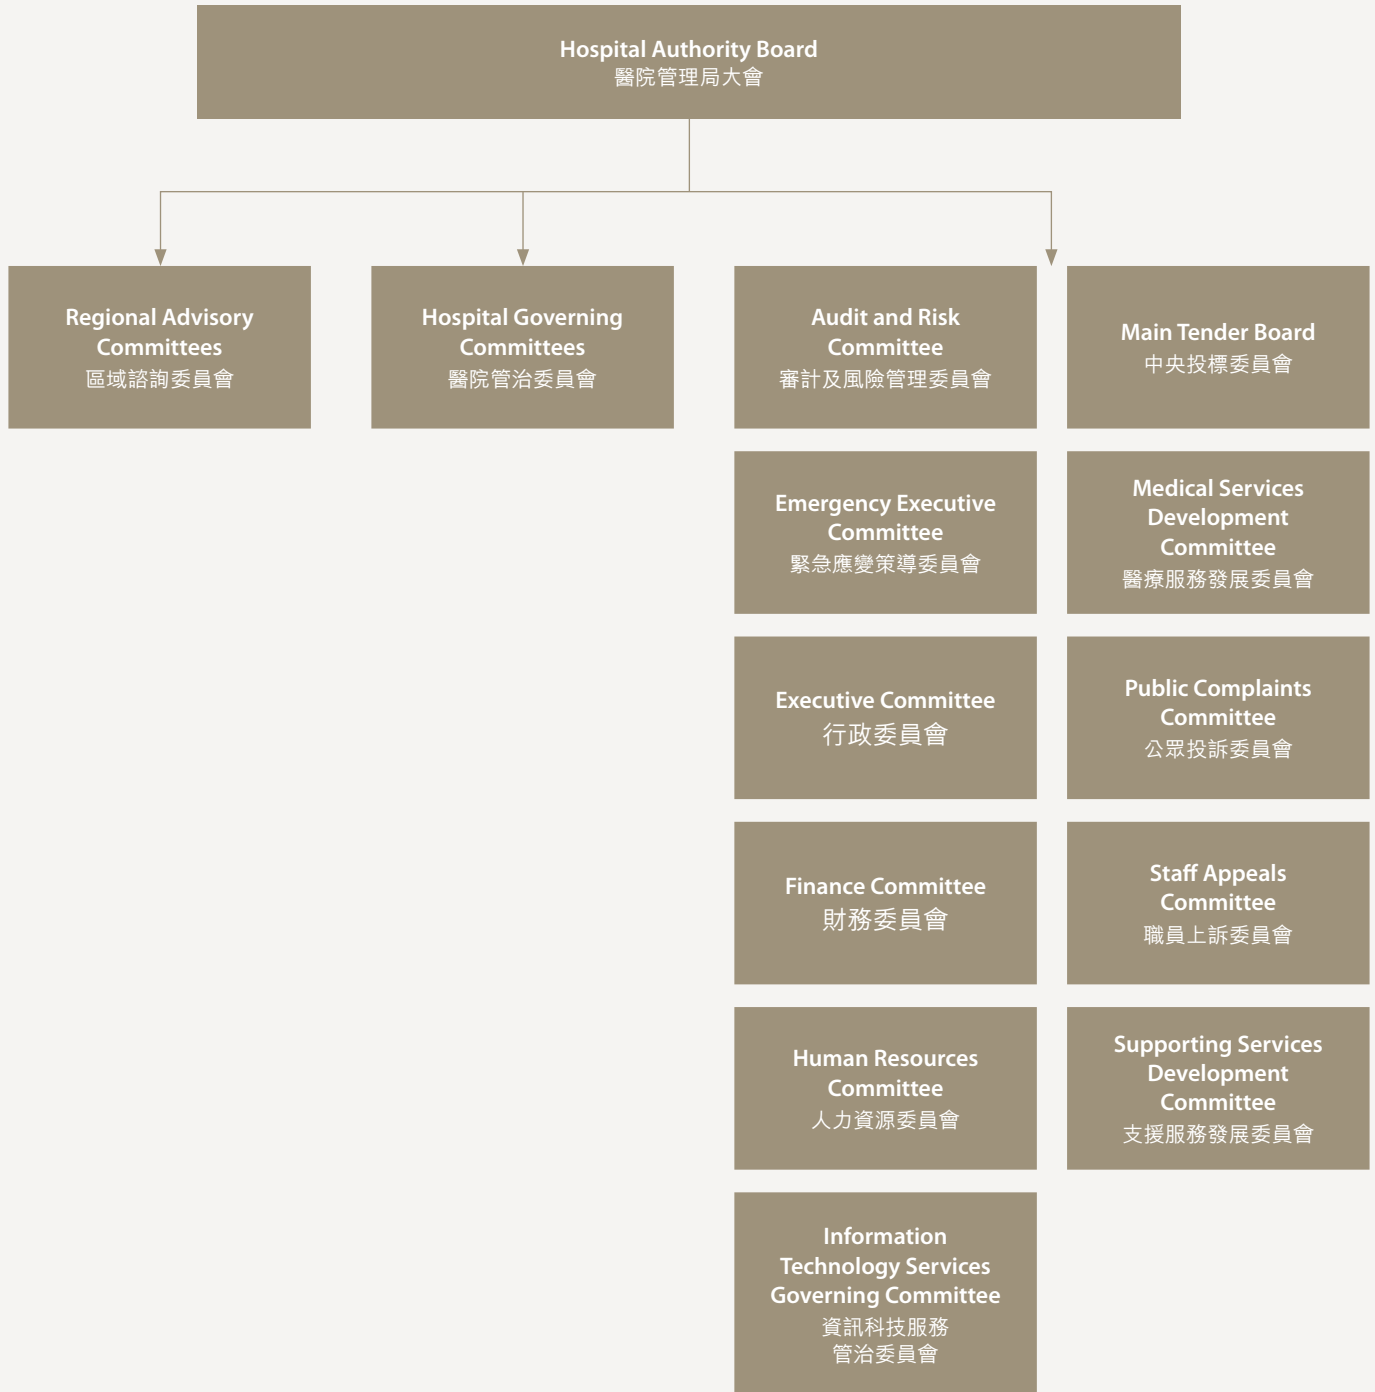 Hospital Authority Board
醫院管理局大會
Regional Advisory
Committees
區域諮詢委員會
Hospital Governing
Committees
醫院管治委員會
Audit and Risk
Committee
審計及風險管理委員會
Main Tender Board
中央投標委員會
Emergency Executive
Committee
緊急應變策導委員會
Medical Services
Development
Committee
醫療服務發展委員會
Executive Committee
行政委員會
Public Complaints
Committee
公眾投訴委員會
Finance Committee
財務委員會
Staff Appeals
Committee
職員上訴委員會
Human Resources
Committee
人力資源委員會
Supporting Services
Development
Committee
支援服務發展委員會
Information
Technology Services
Governing Committee
資訊科技服務
管治委員會